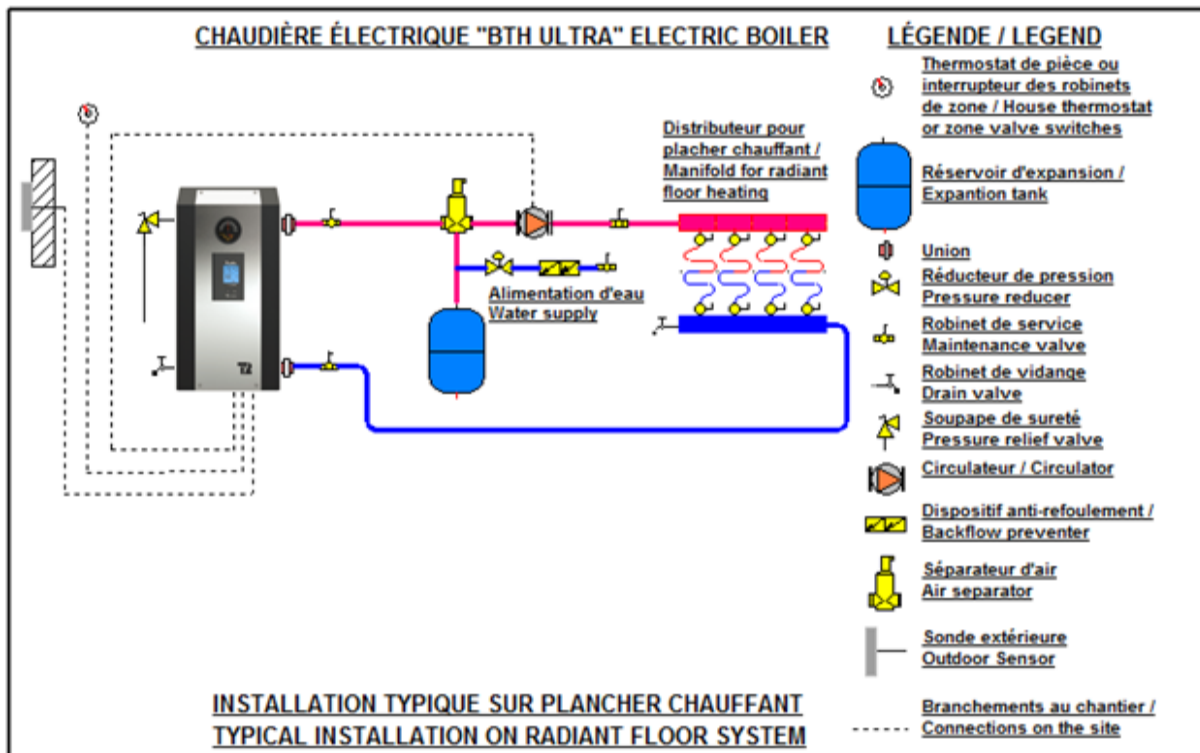 CHAUDIÈRE ÉLECTRIQUE "BTH ULTRA" ELECTRIC BOILER
LÉGENDE / LEGEND
Thermostat de pièce ou
interrupteur des robinets
de zone / House thermostat
or zone valve switches
Réservoir d'expansion /
Expantion tank
Union
Réducteur de pression
Pressure reducer
Robinet de service
Maintenance valve
Robinet de vidange
Drain valve
Soupape de sureté
Pressure relief valve
Circulateur / Circulator
Dispositif anti-refoulement /
Backflow preventer
Séparateur d'air
Air separator
Sonde extérieure
Outdoor Sensor
Branchements au chantier /
Connections on the site
Distributeur pour
placher chauffant /
Manifold for radiant
floor heating
Alimentation d'eau
Water supply
T2
INSTALLATION TYPIQUE SUR PLANCHER CHAUFFANT
TYPICAL INSTALLATION ON RADIANT FLOOR SYSTEM